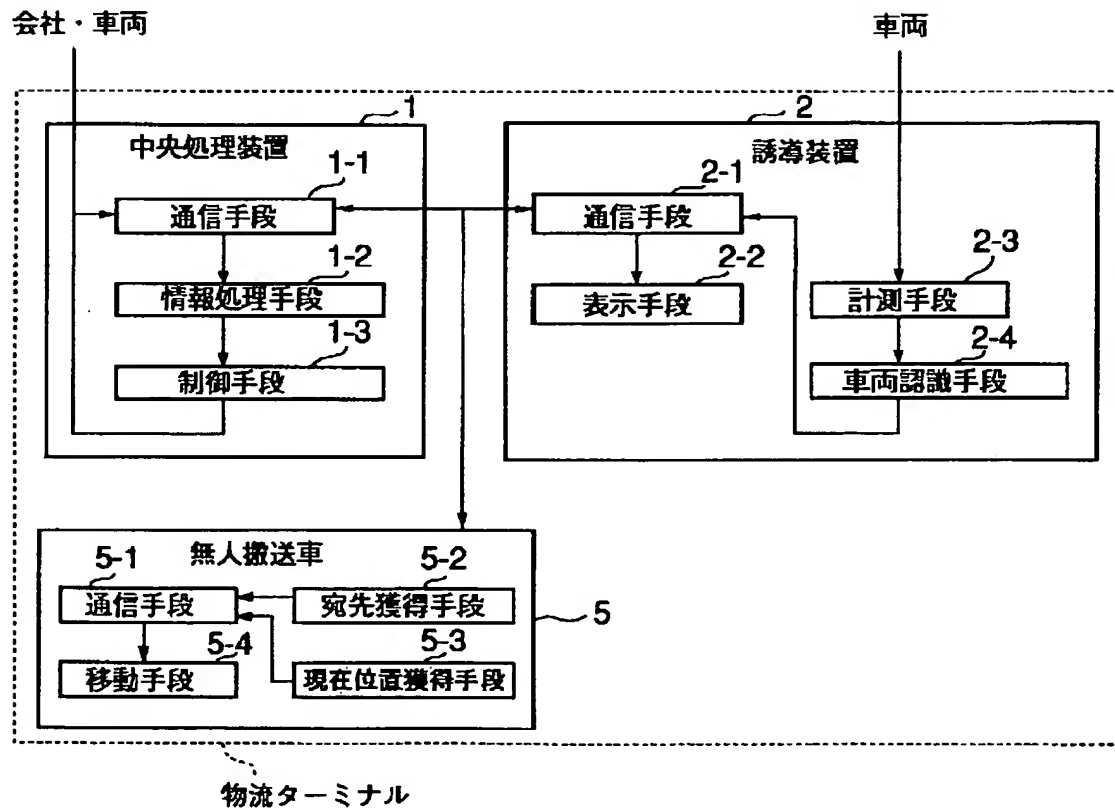 会社・車両
車両
1
中央処理装置
1-1
通信手段
1-2
情報処理手段
1-3
制御手段
2
誘導装置
2-1
通信手段
2-2
表示手段
2-3
計測手段
2-4
車両認識手段
無人搬送車
5-1
通信手段
5-2
宛先獲得手段
5-3
現在位置獲得手段
5-4
移動手段
5
物流ターミナル